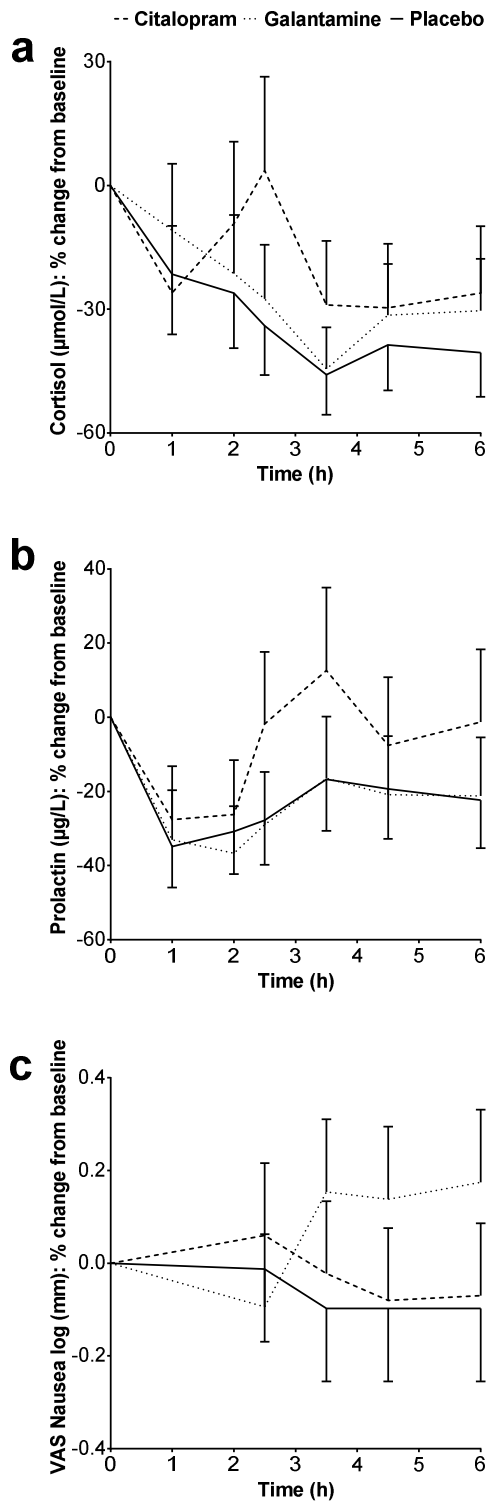 Citalopram Galantamine Placebo
a
Cortisol (µmol/L): % change from baseline
30
0
-30
-60
0 1 2 3 4 5 6
Time (h)
b
Prolactin (µg/L): % change from baseline
40
20
0
-20
-40
-60
0 1 2 3 4 5 6
Time (h)
c
VAS Nausea log (mm): % change from baseline
0.4
0.2
0.0
-0.2
-0.4
0 1 2 3 4 5 6
Time (h)